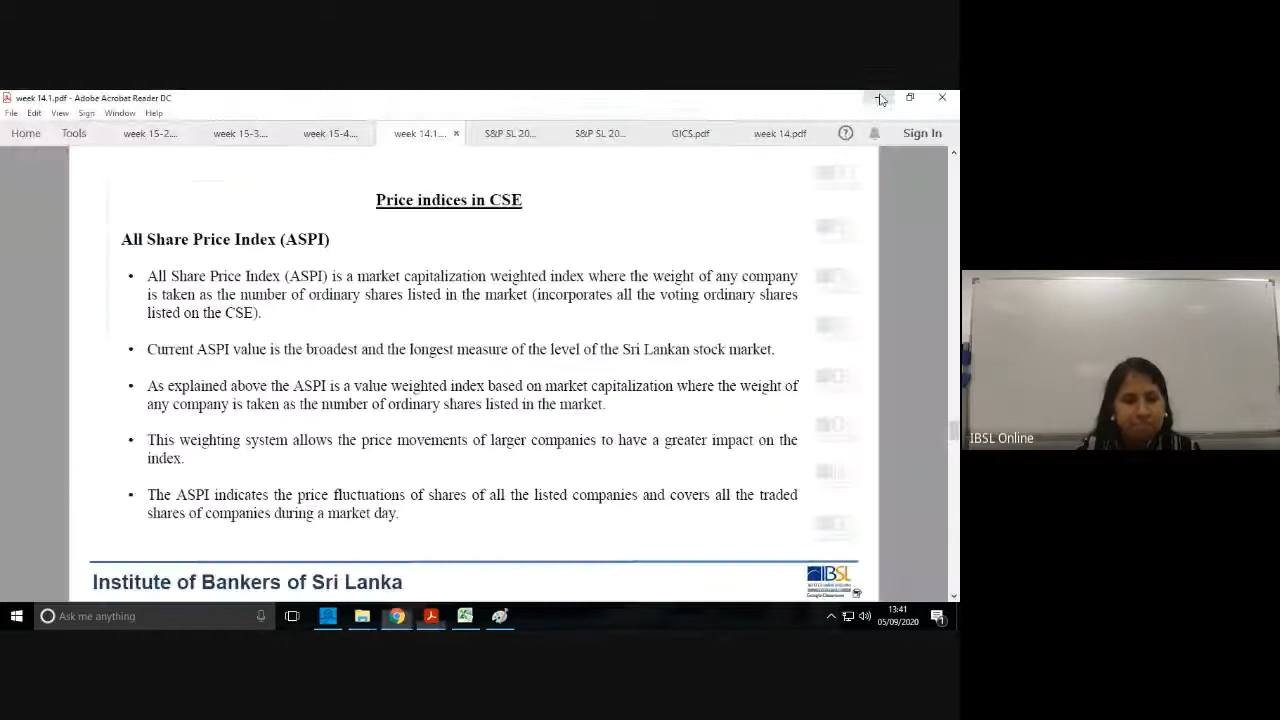 week 14.1.pdf - Adobe Acrobat Reader DC
File Edit View Sign Window Help
Home Tools week 15-2.... week 15-3.... week 15-4.... week 14.1.... × S&P SL 20... S&P SL 20... GICS.pdf week 14.pdf Sign In
Price indices in CSE
All Share Price Index (ASPI)
• All Share Price Index (ASPI) is a market capitalization weighted index where the weight of any company
is taken as the number of ordinary shares listed in the market (incorporates all the voting ordinary shares
listed on the CSE).
• Current ASPI value is the broadest and the longest measure of the level of the Sri Lankan stock market.
• As explained above the ASPI is a value weighted index based on market capitalization where the weight of
any company is taken as the number of ordinary shares listed in the market.
• This weighting system allows the price movements of larger companies to have a greater impact on the
index.
• The ASPI indicates the price fluctuations of shares of all the listed companies and covers all the traded
shares of companies during a market day.
Institute of Bankers of Sri Lanka
IBSL
IBSL Online
Ask me anything
13:41
05/09/2020